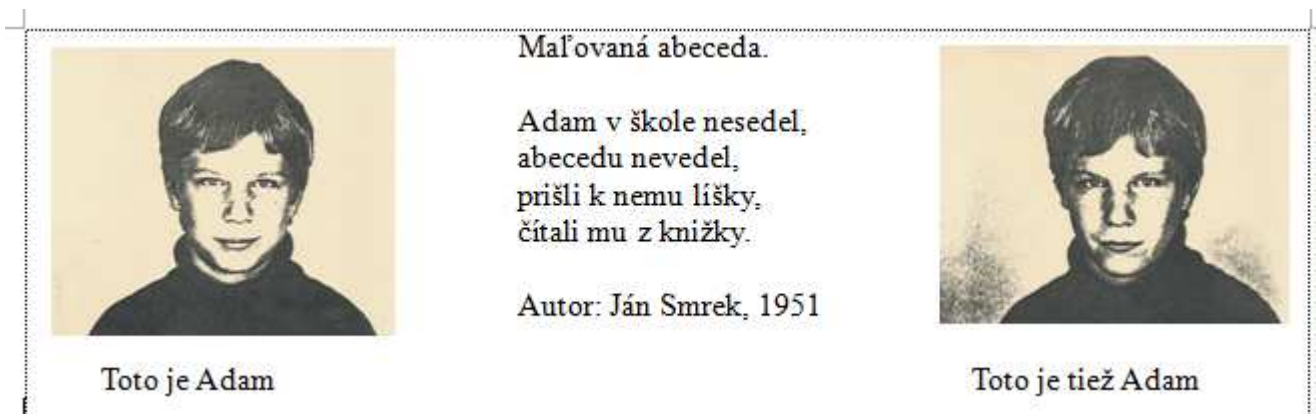 Maľovaná abeceda.
Adam v škole nesedel,
abecedu nevedel,
prišli k nemu líšky,
čítali mu z knižky.
Autor: Ján Smrek, 1951
Toto je Adam
Toto je tiež Adam